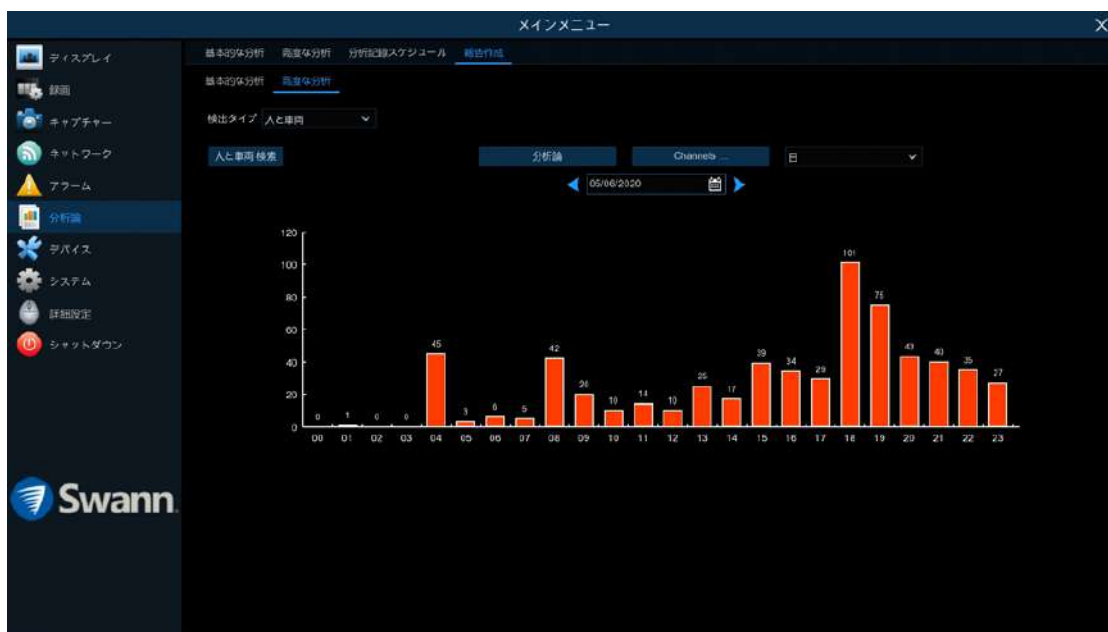 メインメニュー X
ディスプレイ
録画
キャプチャー
ネットワーク
アラーム
分析論
デバイス
システム
詳細設定
シャットダウン
Swann
基本的な分析 高度な分析 分析記録スケジュール 報告作成
基本的な分析 高度な分析
検出タイプ 人と車両
人と車両 検索 分析論 Channels ... 日
05/06/2020
120
100
80
60
40
20
0
0 1 0 0 45 3 6 5 42 20 10 14 10 25 17 39 34 29 101 75 43 40 35 27
00 01 02 03 04 05 06 07 08 09 10 11 12 13 14 15 16 17 18 19 20 21 22 23